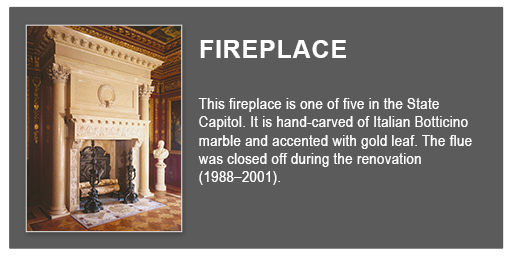 FIREPLACE
This fireplace is one of five in the State
Capitol. It is hand-carved of Italian Botticino
marble and accented with gold leaf. The flue
was closed off during the renovation
(1988–2001).